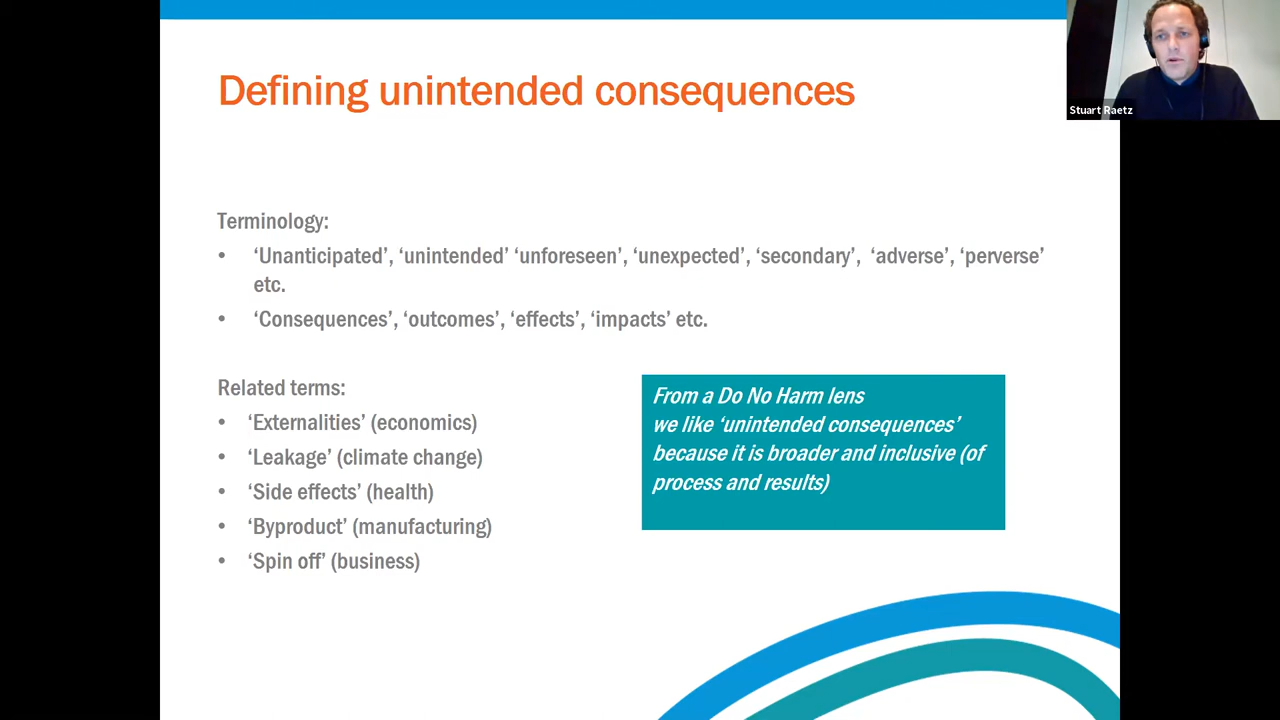 Defining unintended consequences
Stuart Raetz
Terminology:
• ‘Unanticipated’, ‘unintended’ ‘unforeseen’, ‘unexpected’, ‘secondary’, ‘adverse’, ‘perverse’
etc.
• ‘Consequences’, ‘outcomes’, ‘effects’, ‘impacts’ etc.
Related terms:
• ‘Externalities’ (economics)
• ‘Leakage’ (climate change)
• ‘Side effects’ (health)
• ‘Byproduct’ (manufacturing)
• ‘Spin off’ (business)
From a Do No Harm lens
we like ‘unintended consequences’
because it is broader and inclusive (of
process and results)